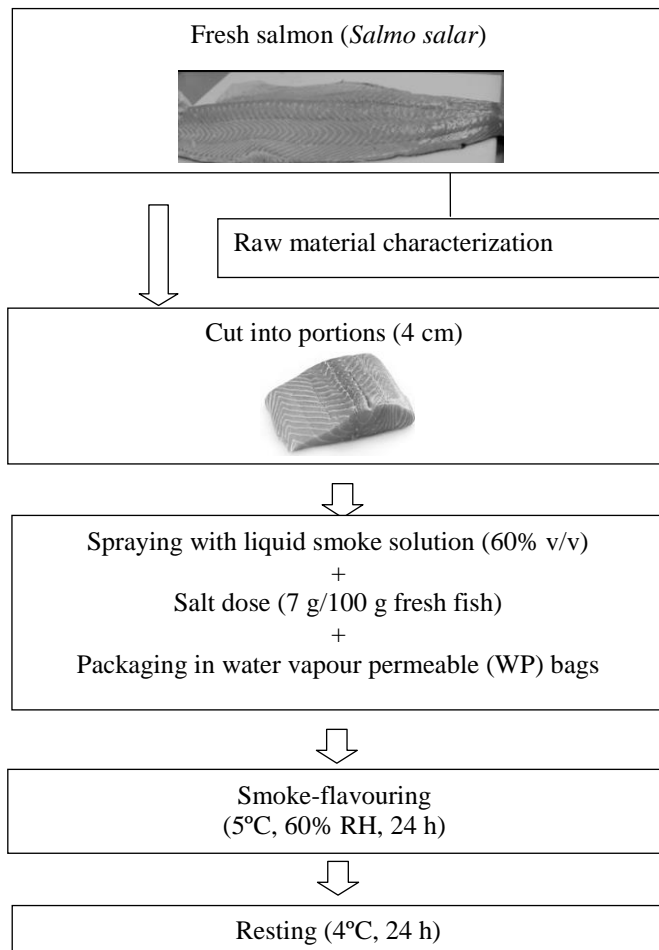 Fresh salmon (Salmo salar)
Raw material characterization
Cut into portions (4 cm)
Spraying with liquid smoke solution (60% v/v)
+
Salt dose (7 g/100 g fresh fish)
+
Packaging in water vapour permeable (WP) bags
Smoke-flavouring
(5ºC, 60% RH, 24 h)
Resting (4ºC, 24 h)